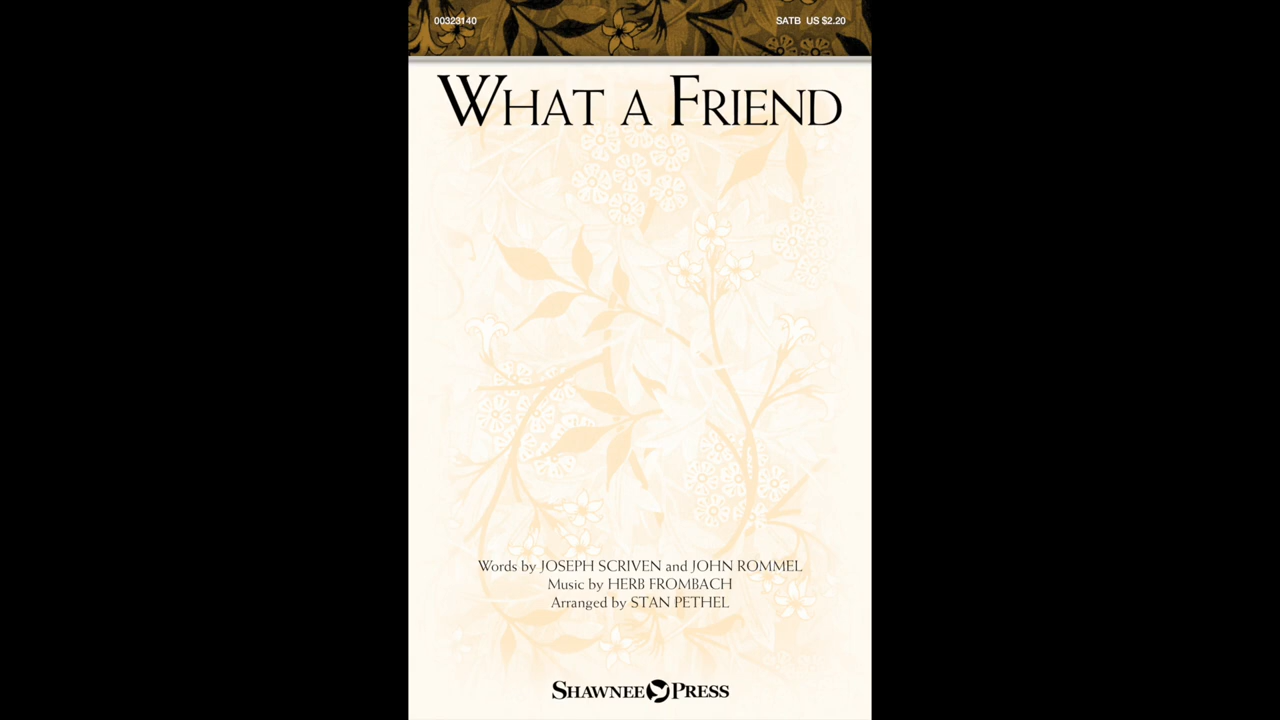 00323140
SATB US $2.20
WHAT A FRIEND
Words by JOSEPH SCRIVEN and JOHN ROMMEL
Music by HERB FROMBACH
Arranged by STAN PETHEL
SHAWNEE PRESS